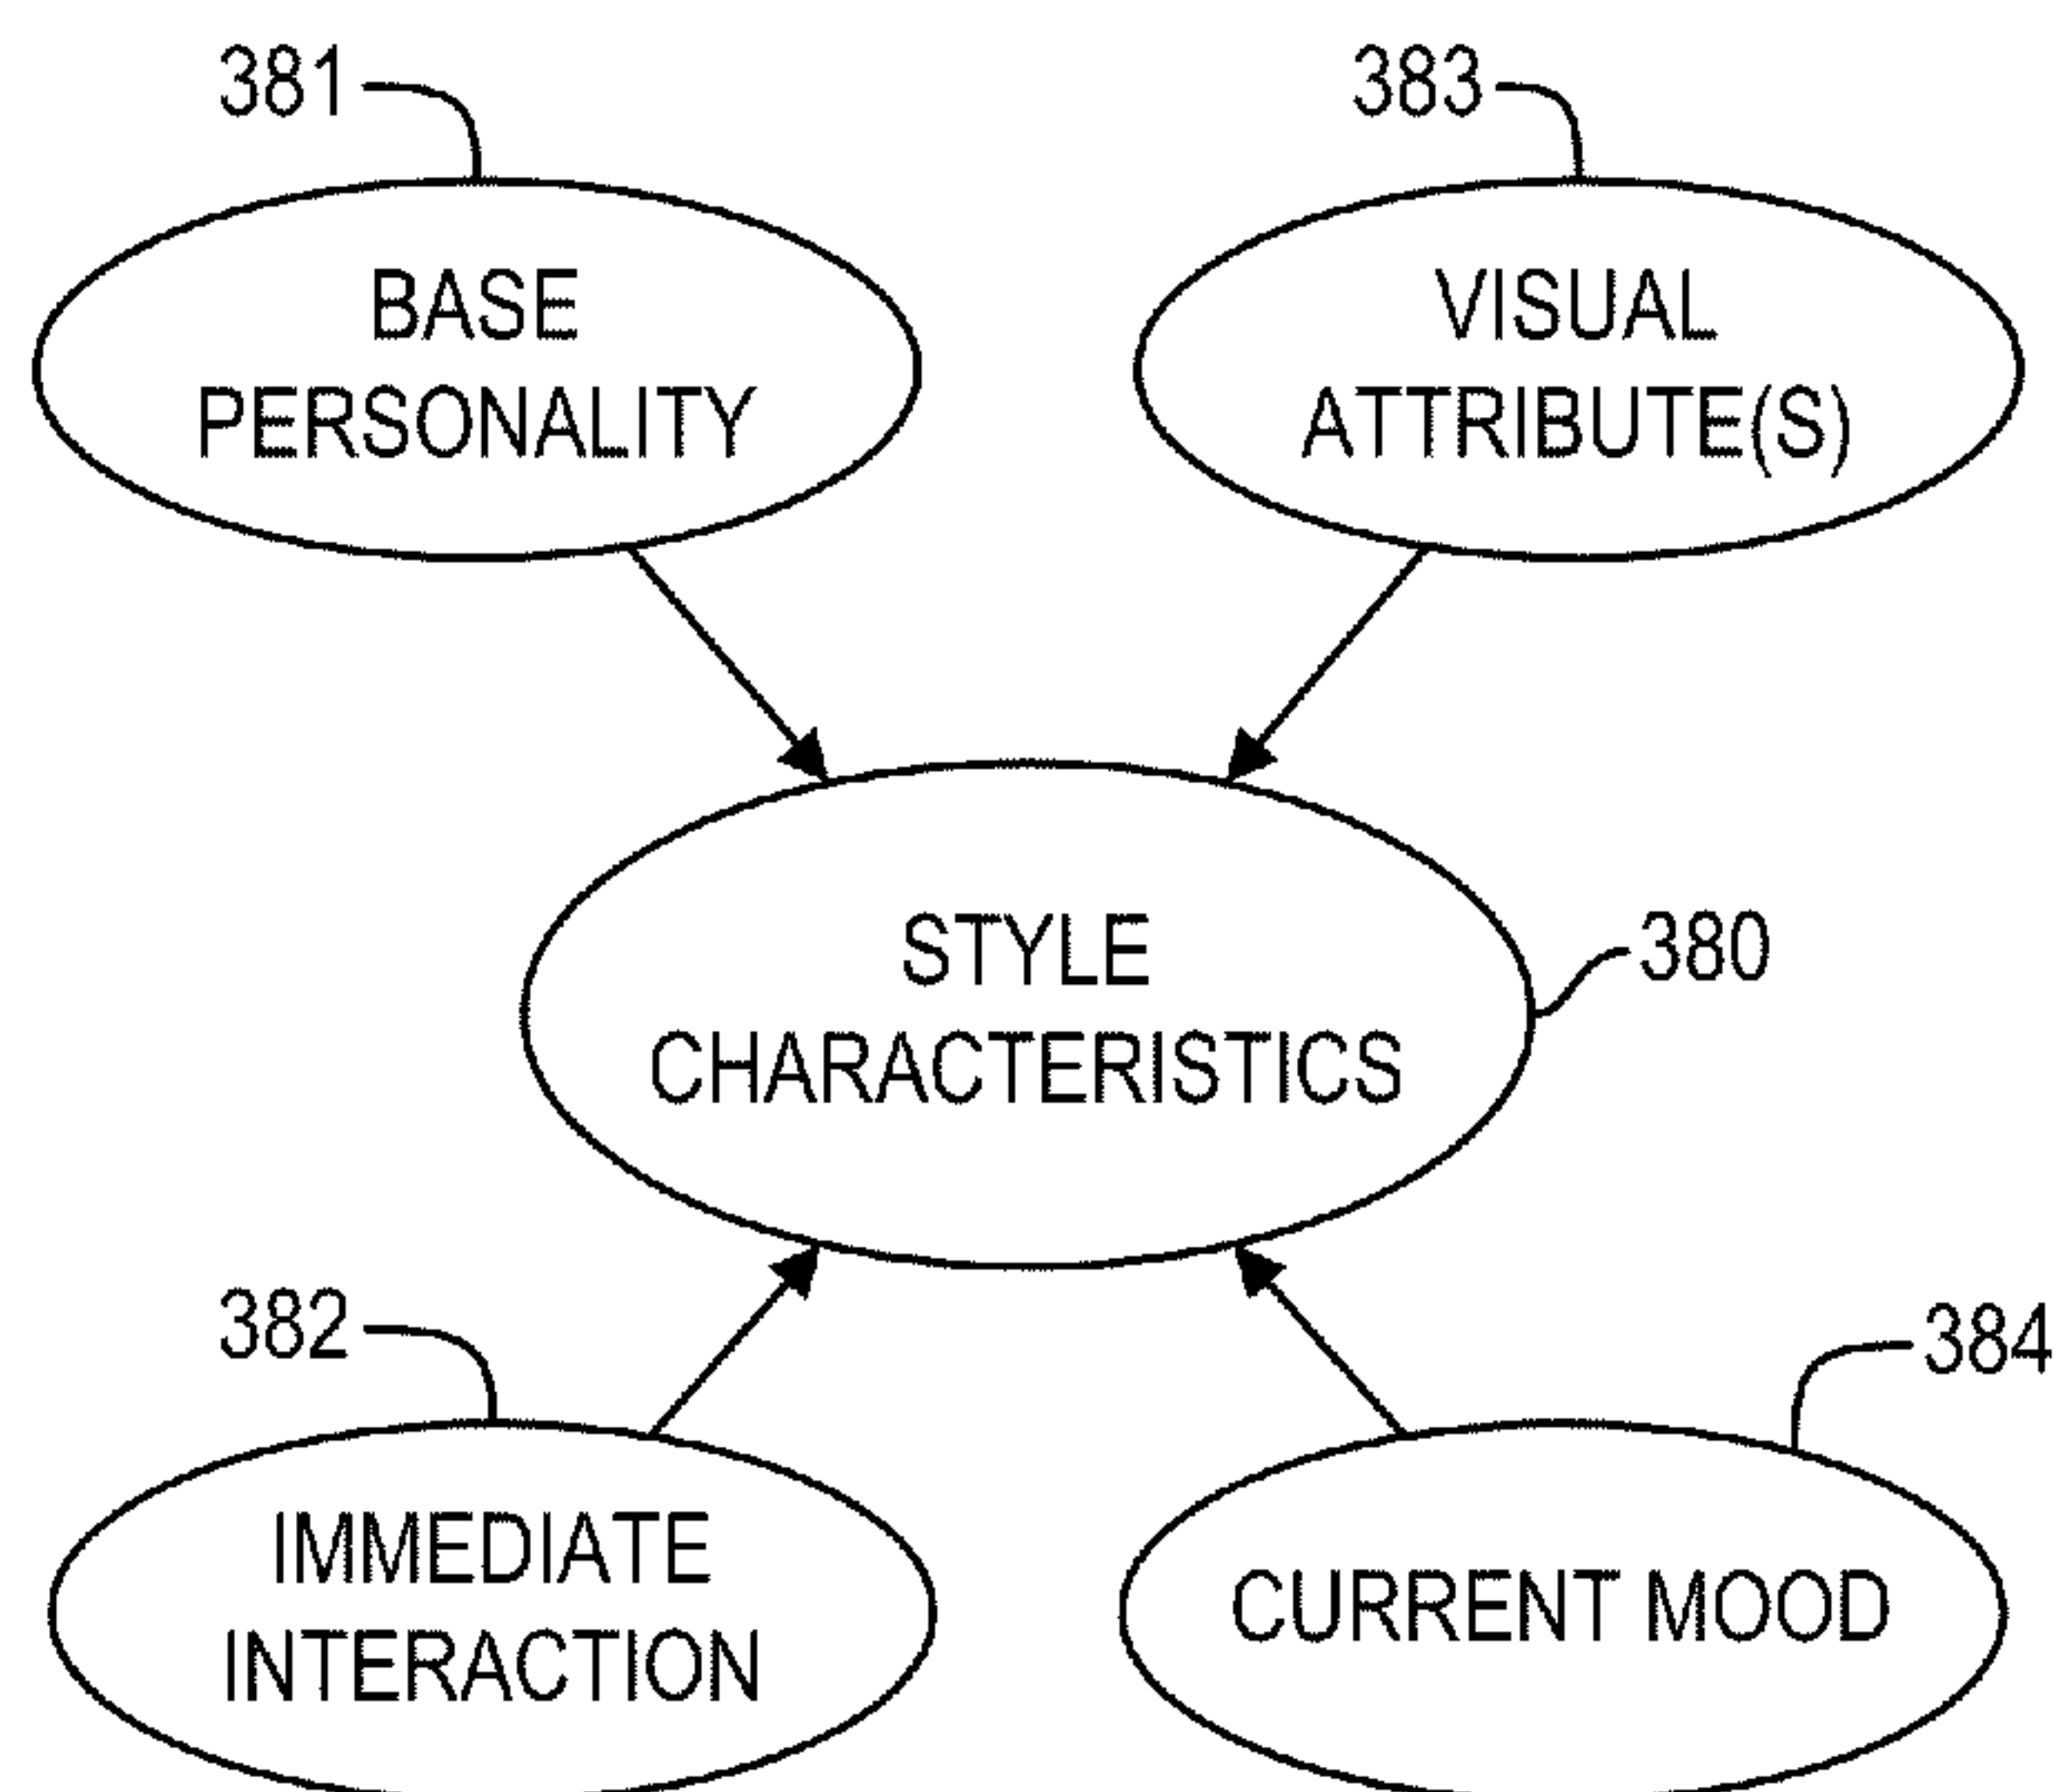 381
383
BASE
PERSONALITY
VISUAL
ATTRIBUTE(S)
STYLE
CHARACTERISTICS
380
382
384
IMMEDIATE
INTERACTION
CURRENT MOOD